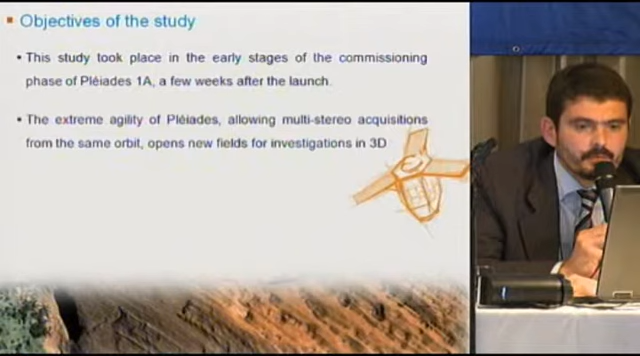 Objectives of the study
• This study took place in the early stages of the commissioning
phase of Pléiades 1A, a few weeks after the launch.
• The extreme agility of Pléiades, allowing multi-stereo acquisitions
from the same orbit, opens new fields for investigations in 3D